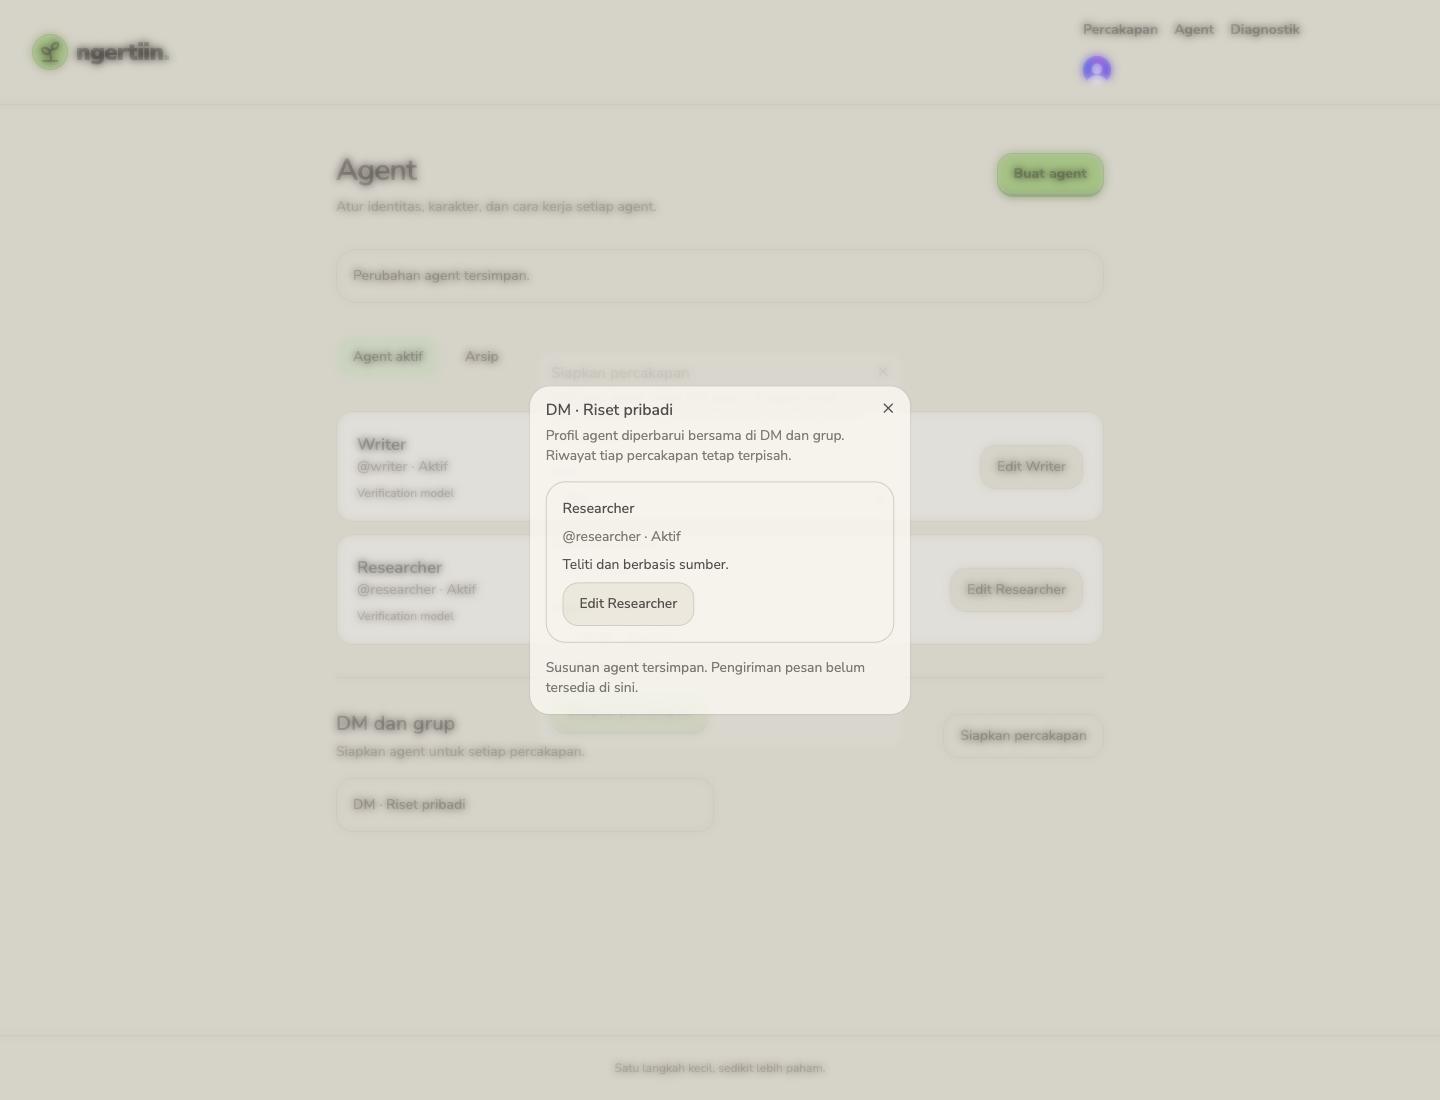 ngertiin.
Percakapan Agent Diagnostik
Agent
Buat agent
Atur identitas, karakter, dan cara kerja setiap agent.
Perubahan agent tersimpan.
Agent aktif Arsip
Siapkan percakapan
DM · Riset pribadi
Profil agent diperbarui bersama di DM dan grup.
Riwayat tiap percakapan tetap terpisah.
Researcher
@researcher · Aktif
Teliti dan berbasis sumber.
Edit Researcher
Susunan agent tersimpan. Pengiriman pesan belum
tersedia di sini.
Writer
@writer · Aktif
Verification model
Edit Writer
Researcher
@researcher · Aktif
Verification model
Edit Researcher
DM dan grup
Siapkan agent untuk setiap percakapan.
Siapkan percakapan
DM · Riset pribadi
Satu langkah kecil, sedikit lebih paham.